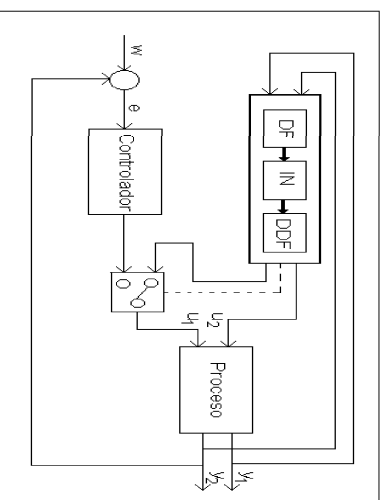 DF
IN
DDF
w
e
Controlador
u2
u1
Proceso
y1
y2